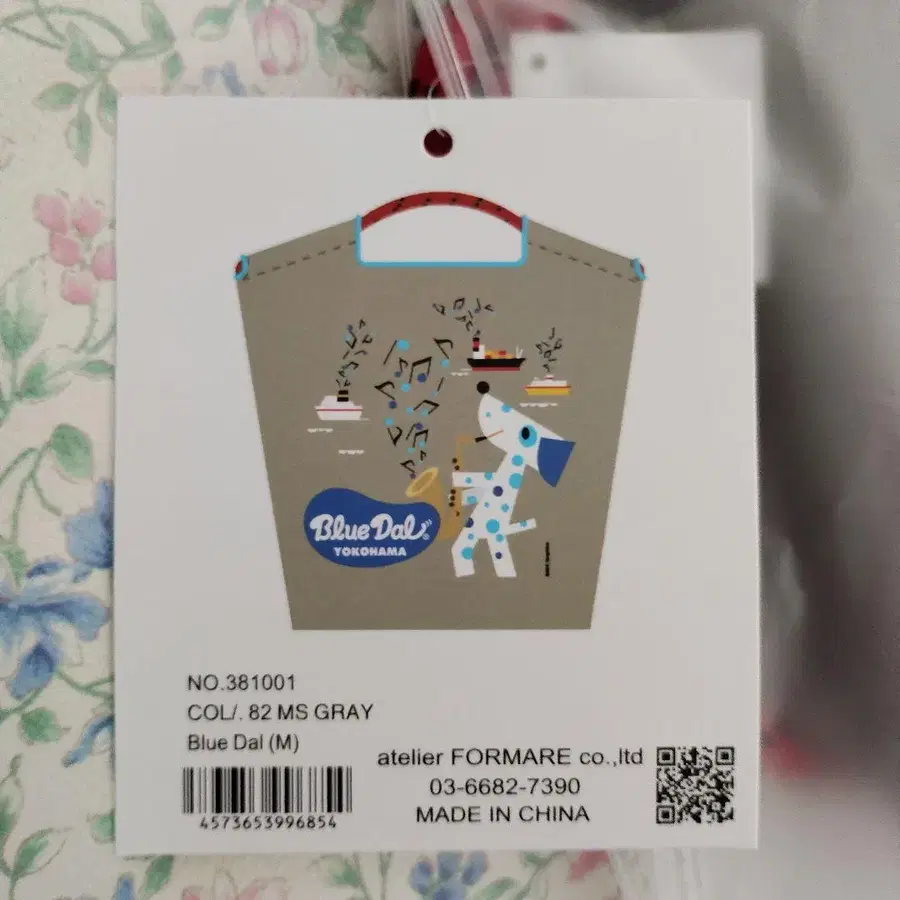 Blue Dal®
YOKOHAMA
NO.381001
COL/. 82 MS GRAY
Blue Dal (M)
4573653996854
atelier FORMARE co.,ltd
03-6682-7390
MADE IN CHINA